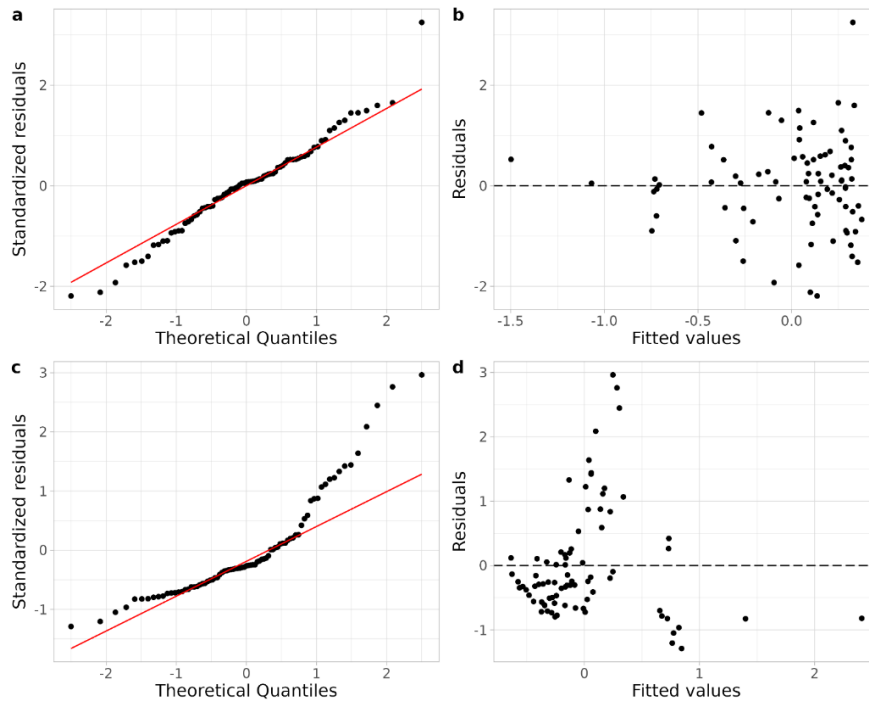 a
Standardized residuals
2
0
-2
-2
-1
0
1
2
Theoretical Quantiles
b
Residuals
2
0
-2
-1.5
-1.0
-0.5
0.0
Fitted values
c
Standardized residuals
3
2
1
0
-1
-2
-1
0
1
2
Theoretical Quantiles
d
Residuals
3
2
1
0
-1
0
1
2
Fitted values